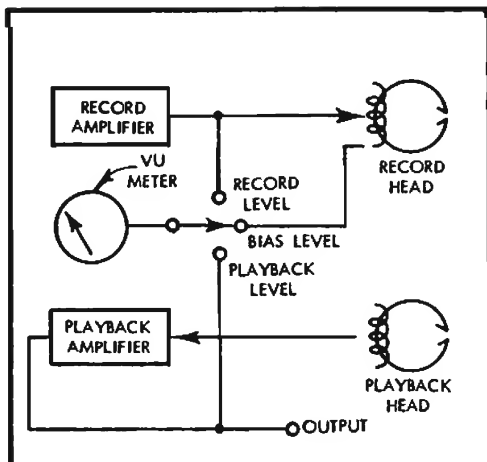 RECORD
AMPLIFIER
VU
METER
RECORD
LEVEL
BIAS LEVEL
PLAYBACK
LEVEL
RECORD
HEAD
PLAYBACK
AMPLIFIER
PLAYBACK
HEAD
OUTPUT